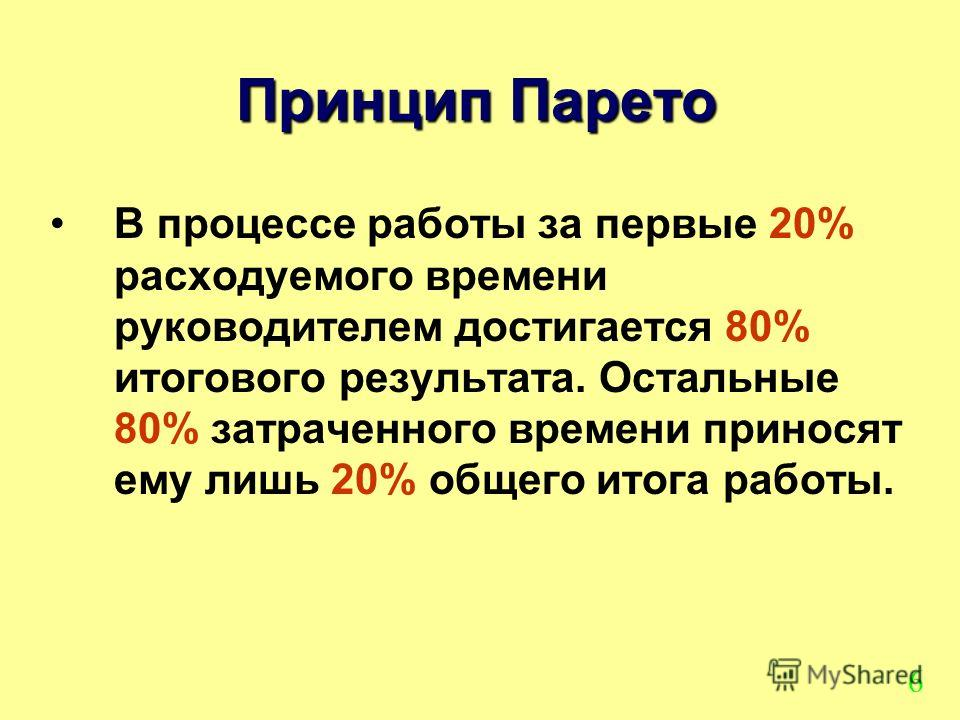 Принцип Парето
• В процессе работы за первые 20%
расходуемого времени
руководителем достигается 80%
итогового результата. Остальные
80% затраченного времени приносят
ему лишь 20% общего итога работы.
MyShared
6